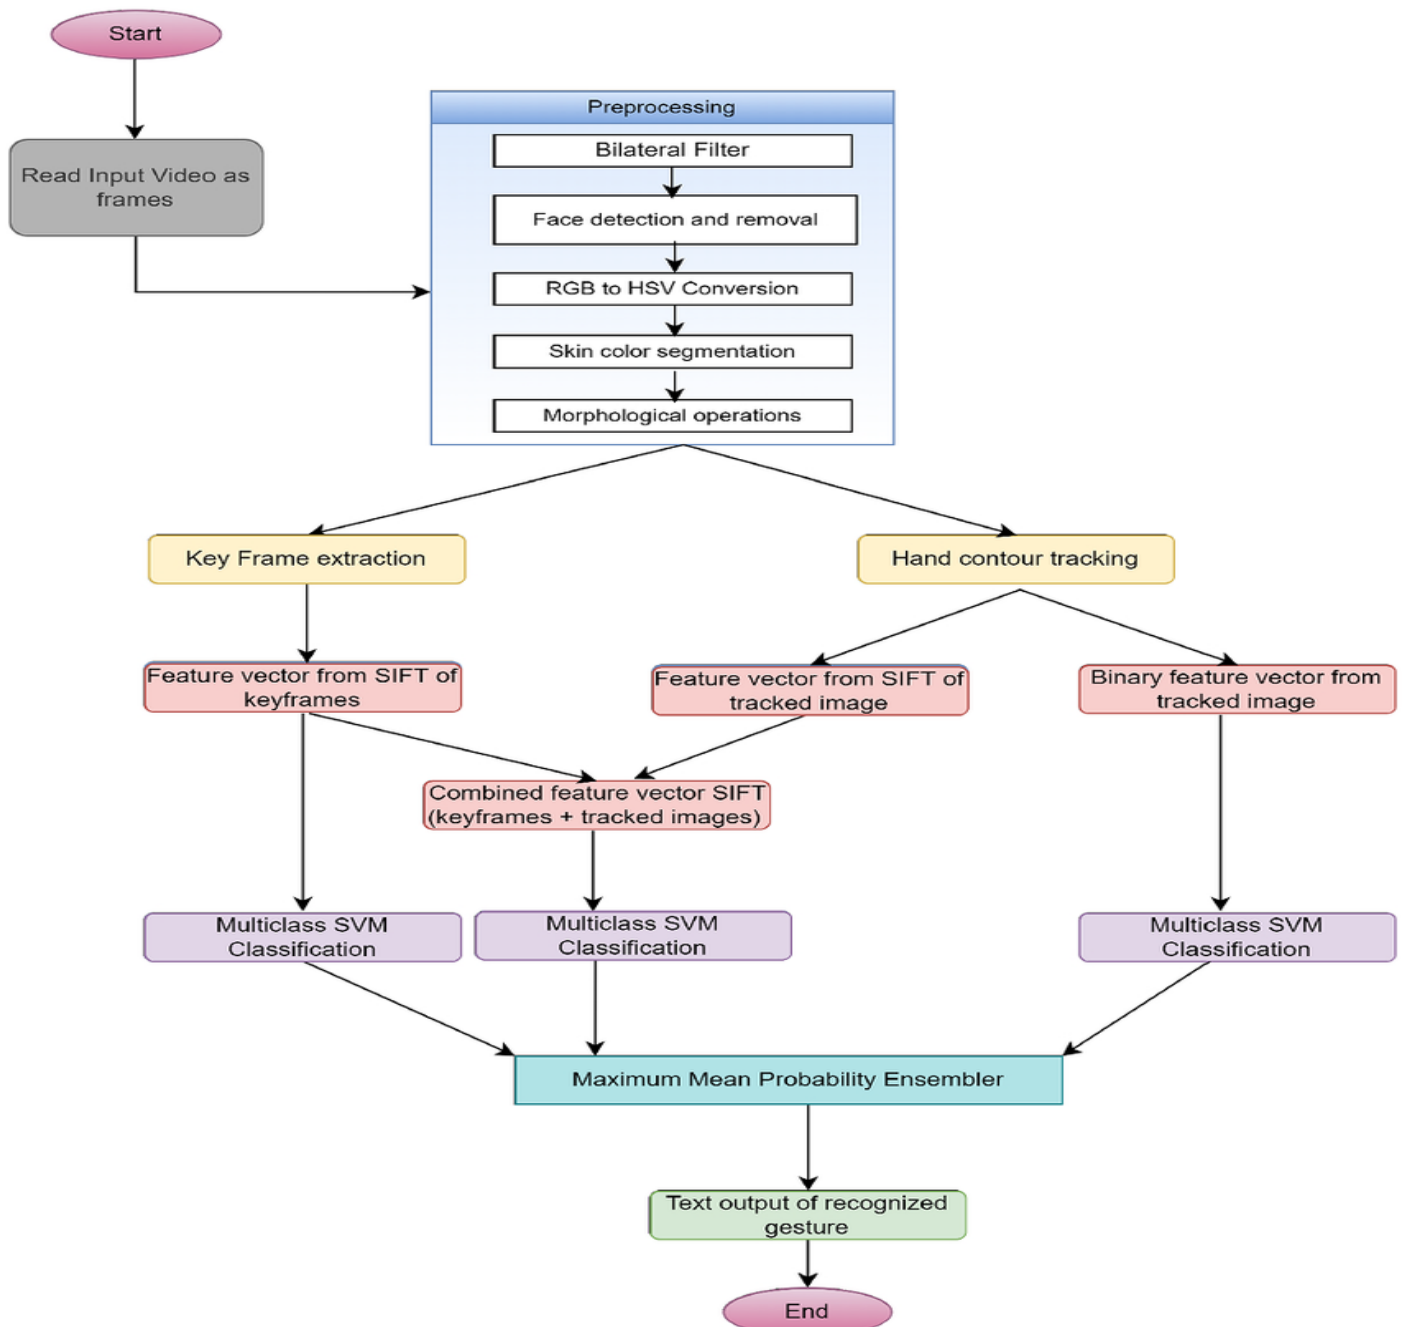 Start
Read Input Video as
frames
Preprocessing
Bilateral Filter
Face detection and removal
RGB to HSV Conversion
Skin color segmentation
Morphological operations
Key Frame extraction
Hand contour tracking
Feature vector from SIFT of
keyframes
Feature vector from SIFT of
tracked image
Binary feature vector from
tracked image
Combined feature vector SIFT
(keyframes + tracked images)
Multiclass SVM
Classification
Multiclass SVM
Classification
Multiclass SVM
Classification
Maximum Mean Probability Ensembler
Text output of recognized
gesture
End